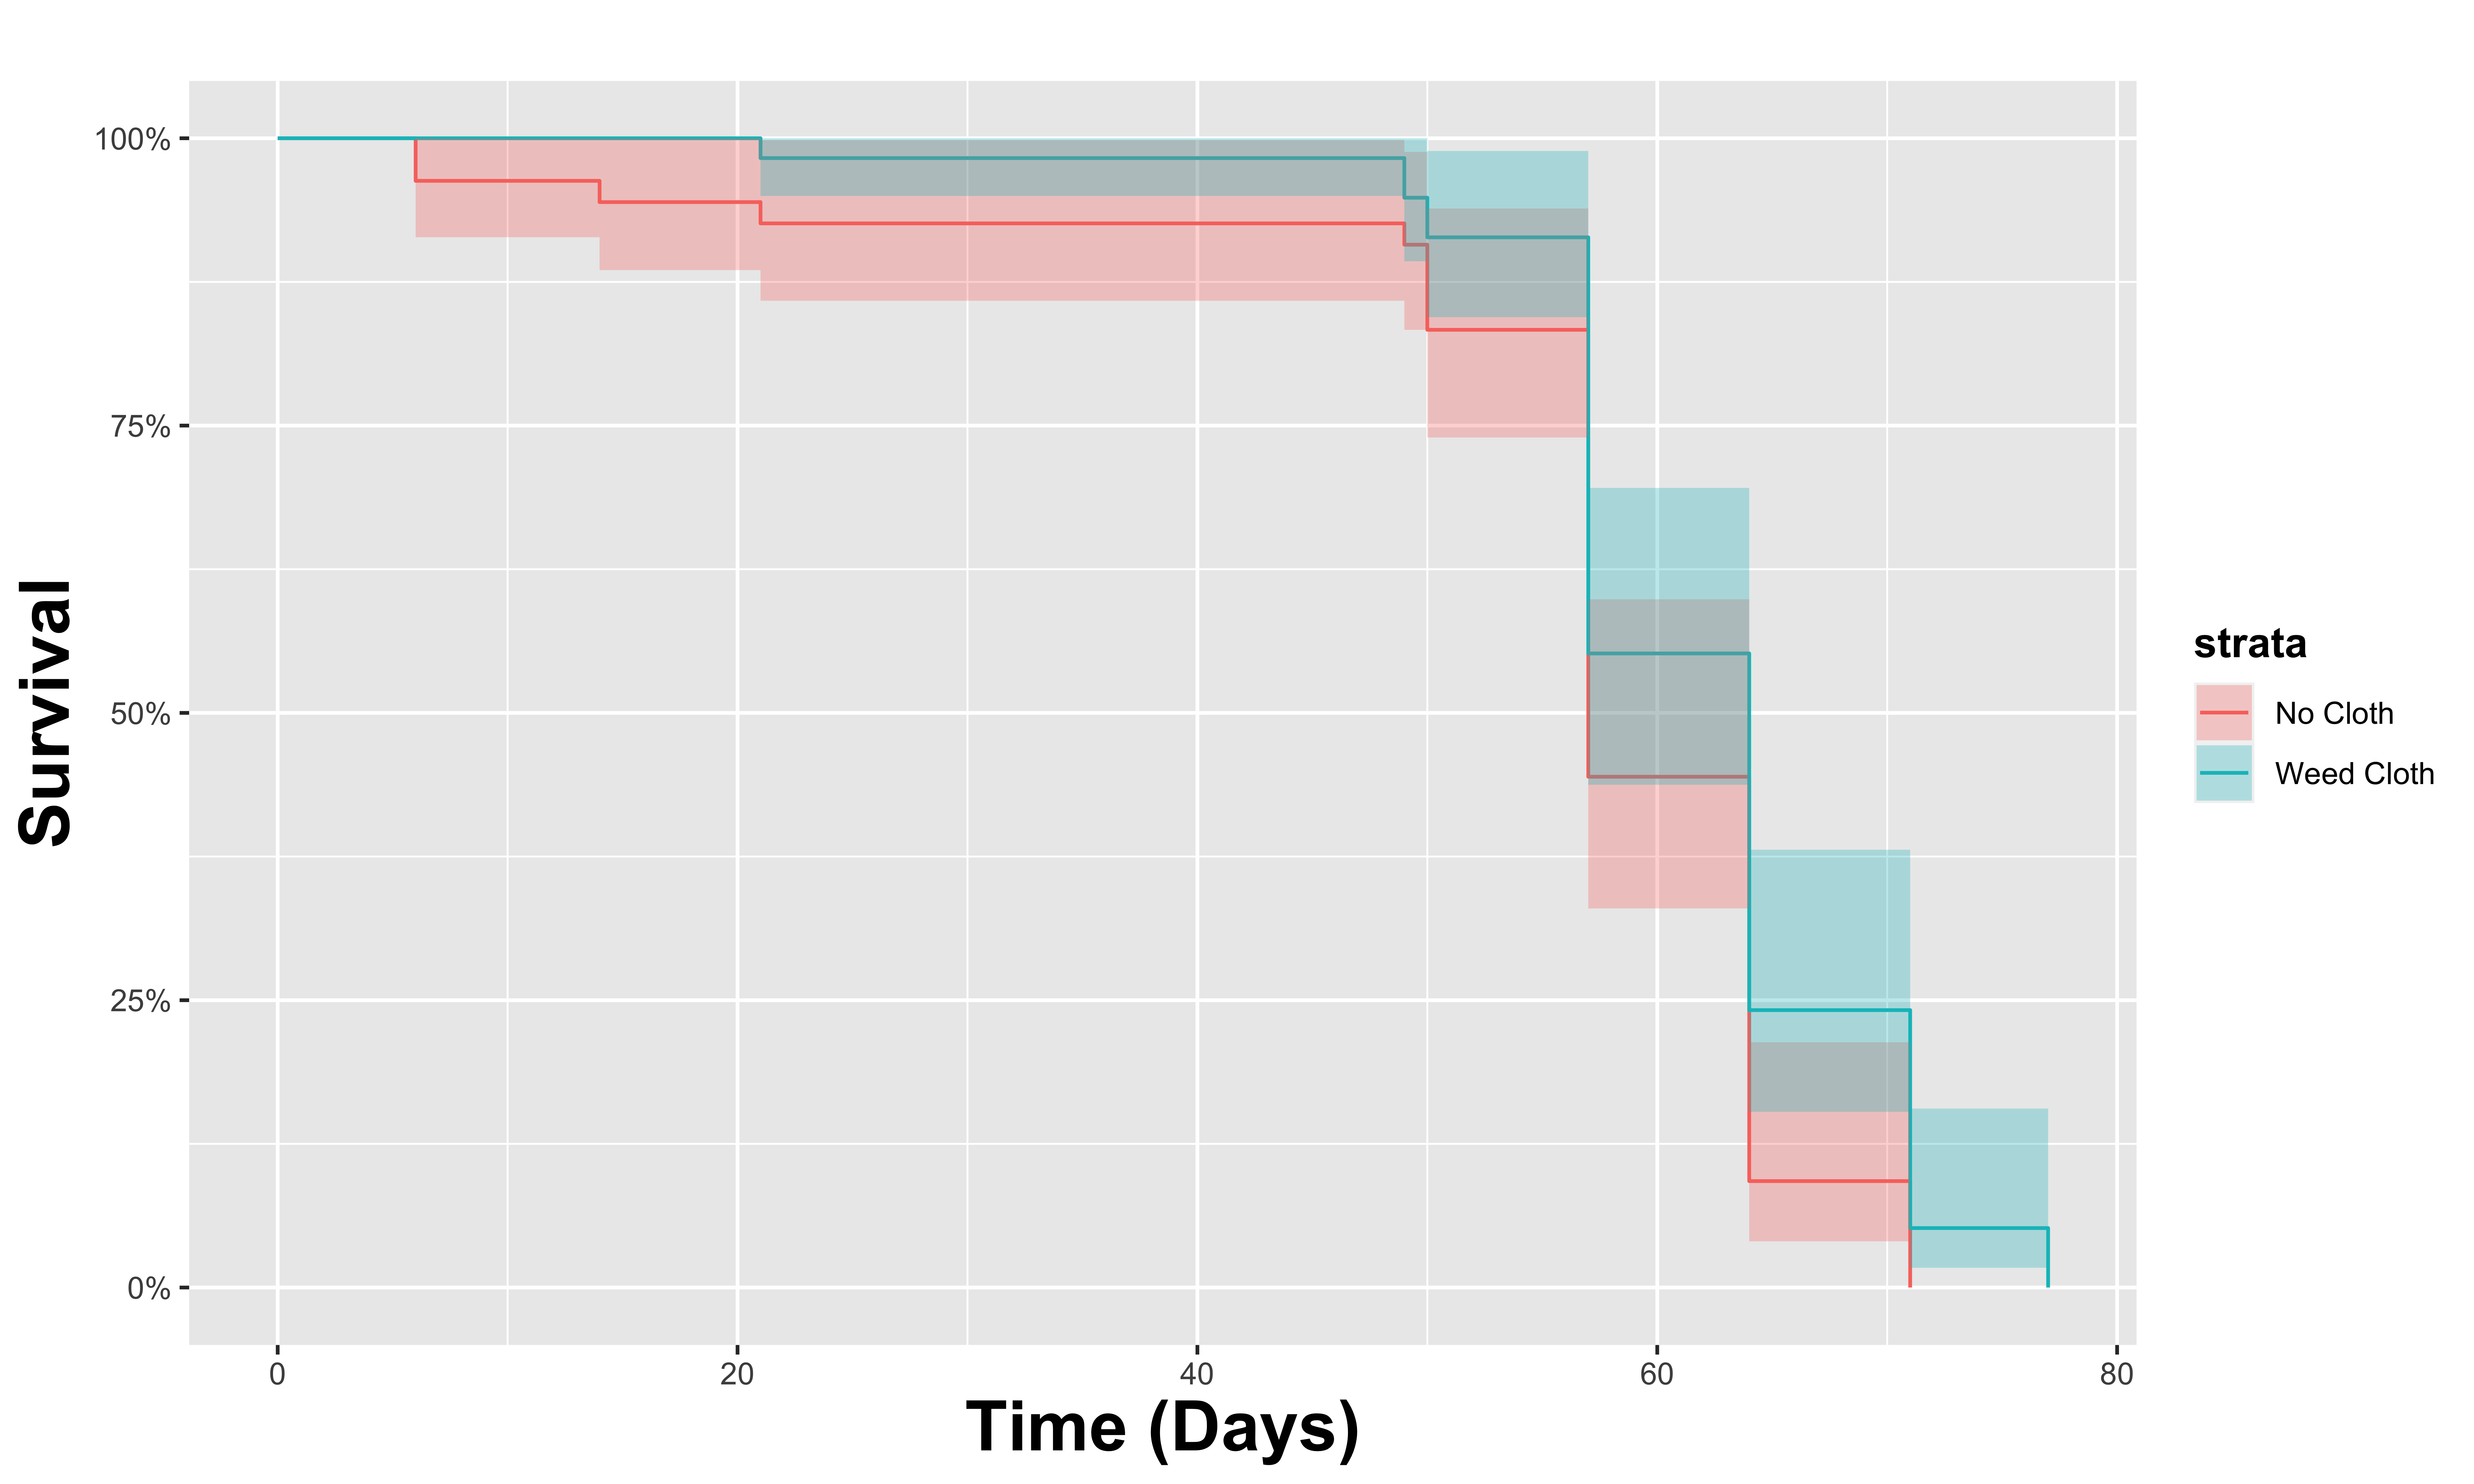 Survival
100%
75%
50%
25%
0%
0 20 40 60 80
Time (Days)
strata
No Cloth
Weed Cloth